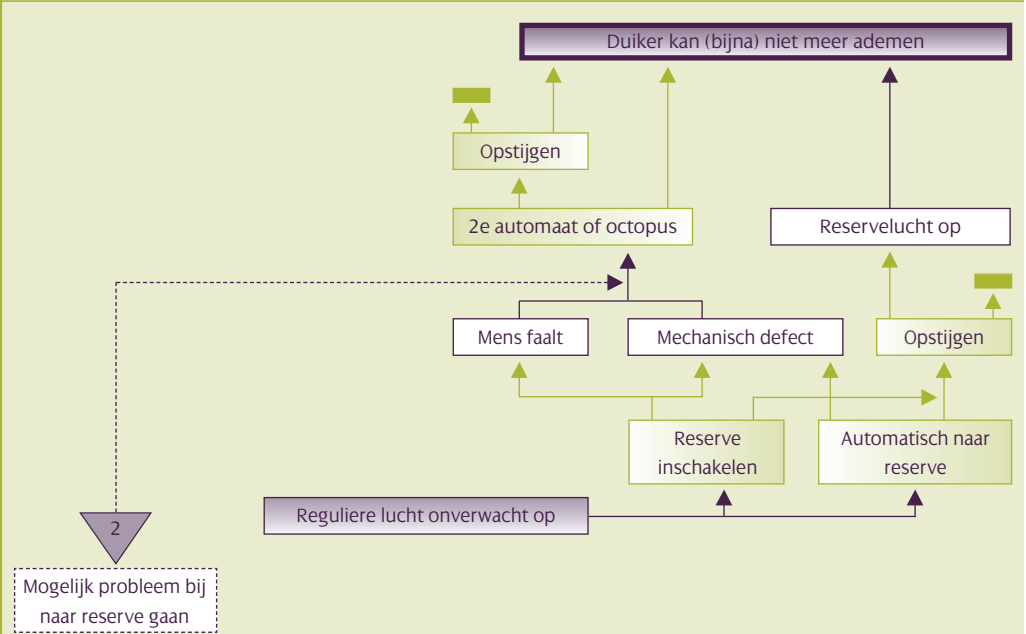 Duiker kan (bijna) niet meer ademen
Opstijgen
2e automaat of octopus
Reservelucht op
Mens faalt
Mechanisch defect
Opstijgen
Reserve
inschakelen
Automatisch naar
reserve
Reguliere lucht onverwacht op
2
Mogelijk probleem bij
naar reserve gaan